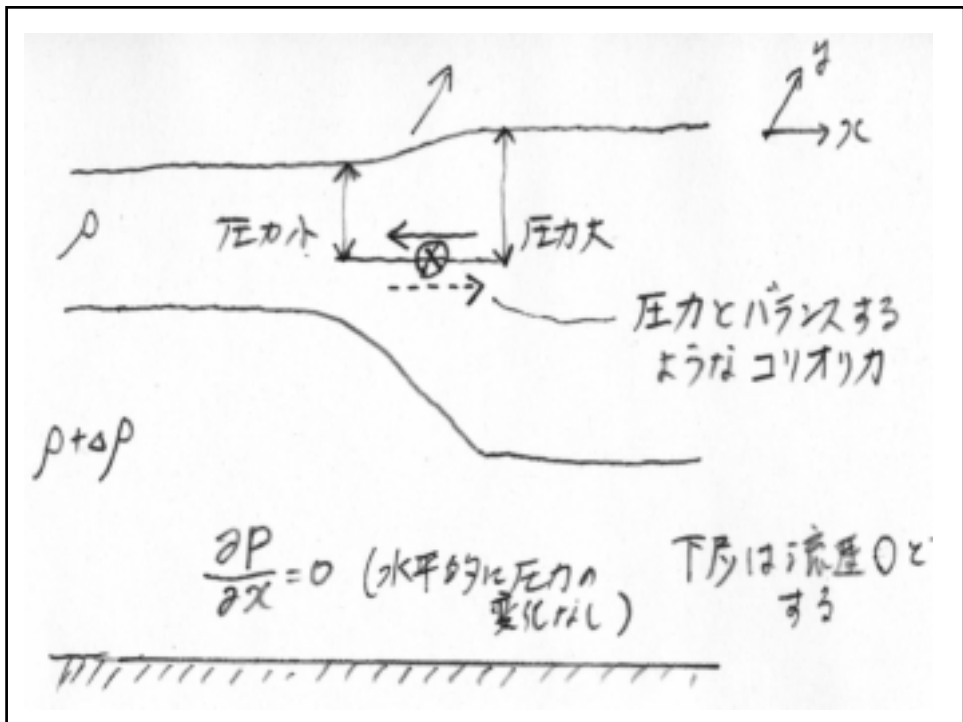 y
x
ρ
圧力小
圧力大
圧力とバランスする
ようなコリオリカ
ρ+Δρ
∂P/∂x=0 (水平的に圧力の
変化なし)
下層は流速0と
する